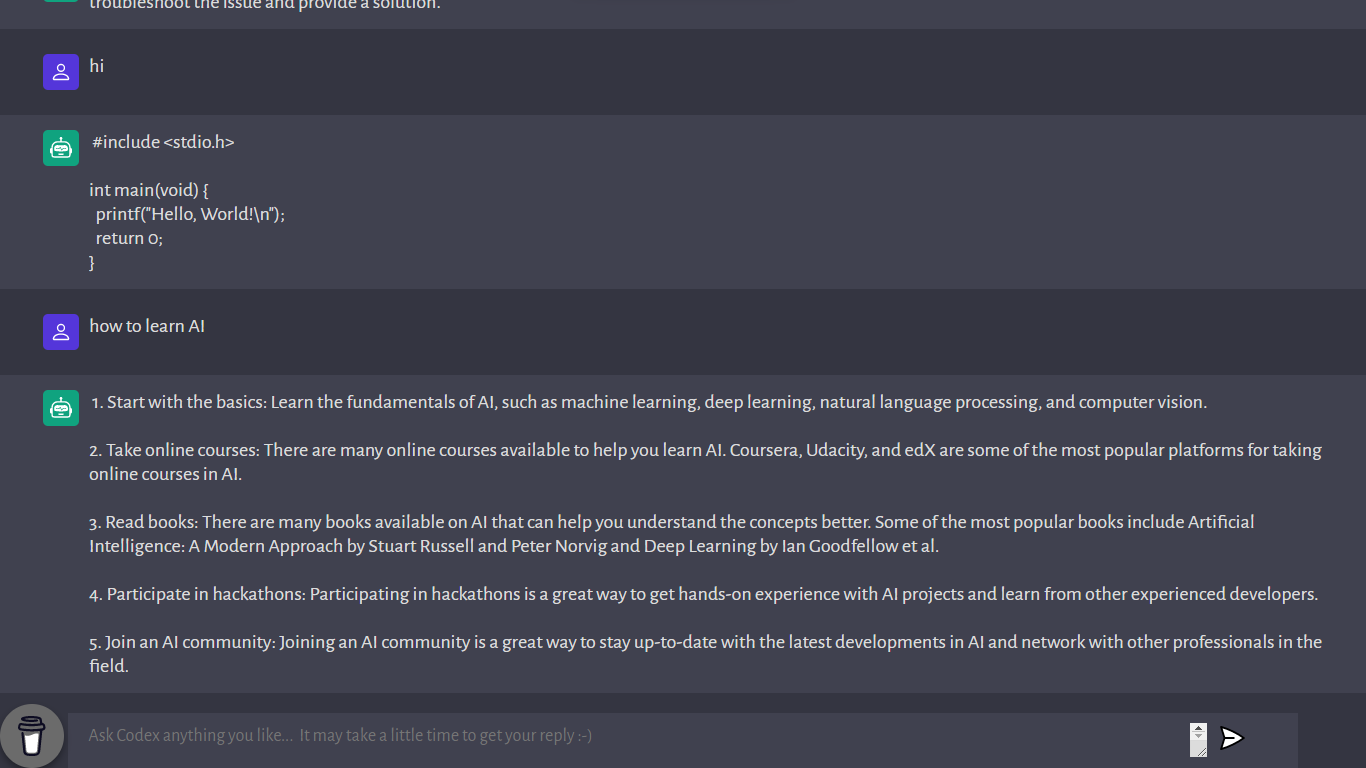 troubleshoot the issue and provide a solution.
hi
#include <stdio.h>
int main(void) {
printf("Hello, World!\n");
return 0;
}
how to learn AI
1. Start with the basics: Learn the fundamentals of AI, such as machine learning, deep learning, natural language processing, and computer vision.
2. Take online courses: There are many online courses available to help you learn AI. Coursera, Udacity, and edX are some of the most popular platforms for taking
online courses in AI.
3. Read books: There are many books available on AI that can help you understand the concepts better. Some of the most popular books include Artificial
Intelligence: A Modern Approach by Stuart Russell and Peter Norvig and Deep Learning by Ian Goodfellow et al.
4. Participate in hackathons: Participating in hackathons is a great way to get hands-on experience with AI projects and learn from other experienced developers.
5. Join an AI community: Joining an AI community is a great way to stay up-to-date with the latest developments in AI and network with other professionals in the
field.
Ask Codex anything you like... It may take a little time to get your reply :-)